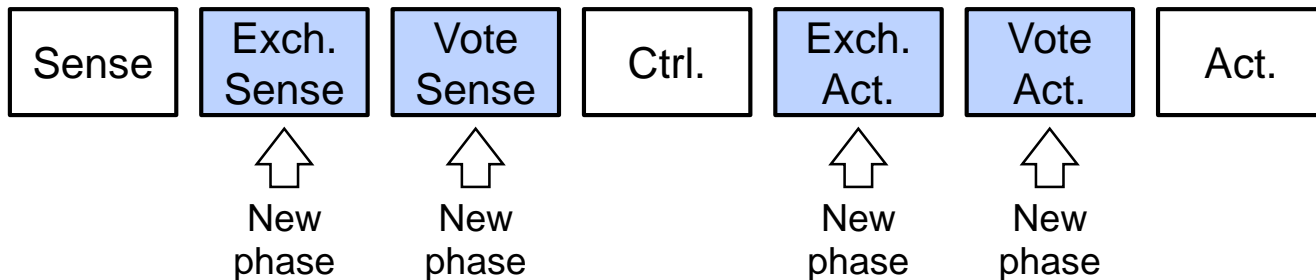 Sense
Exch.
Sense
Vote
Sense
Ctrl.
Exch.
Act.
Vote
Act.
Act.
New
phase
New
phase
New
phase
New
phase